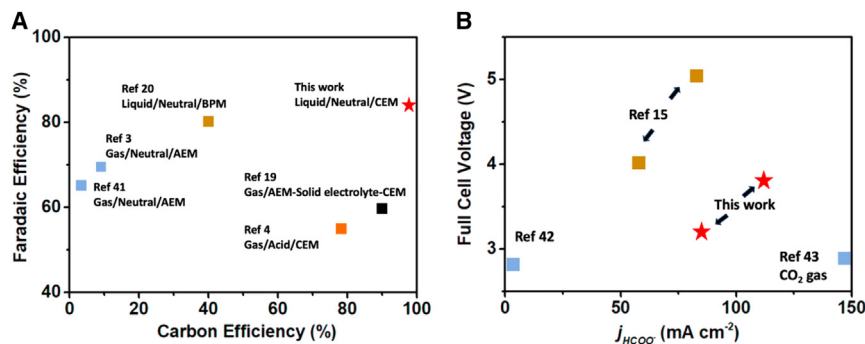 A
100
80
60
40
0
20
40
60
80
100
Faradaic Efficiency (%)
Carbon Efficiency (%)
Ref 20
Liquid/Neutral/BPM
This work
Liquid/Neutral/CEM
Ref 3
Gas/Neutral/AEM
Ref 41
Gas/Neutral/AEM
Ref 19
Gas/AEM-Solid electrolyte-CEM
Ref 4
Gas/Acid/CEM
B
5
4
3
0
50
100
150
Full Cell Voltage (V)
j_HCOO- (mA cm⁻²)
Ref 15
This work
Ref 42
Ref 43
CO₂ gas